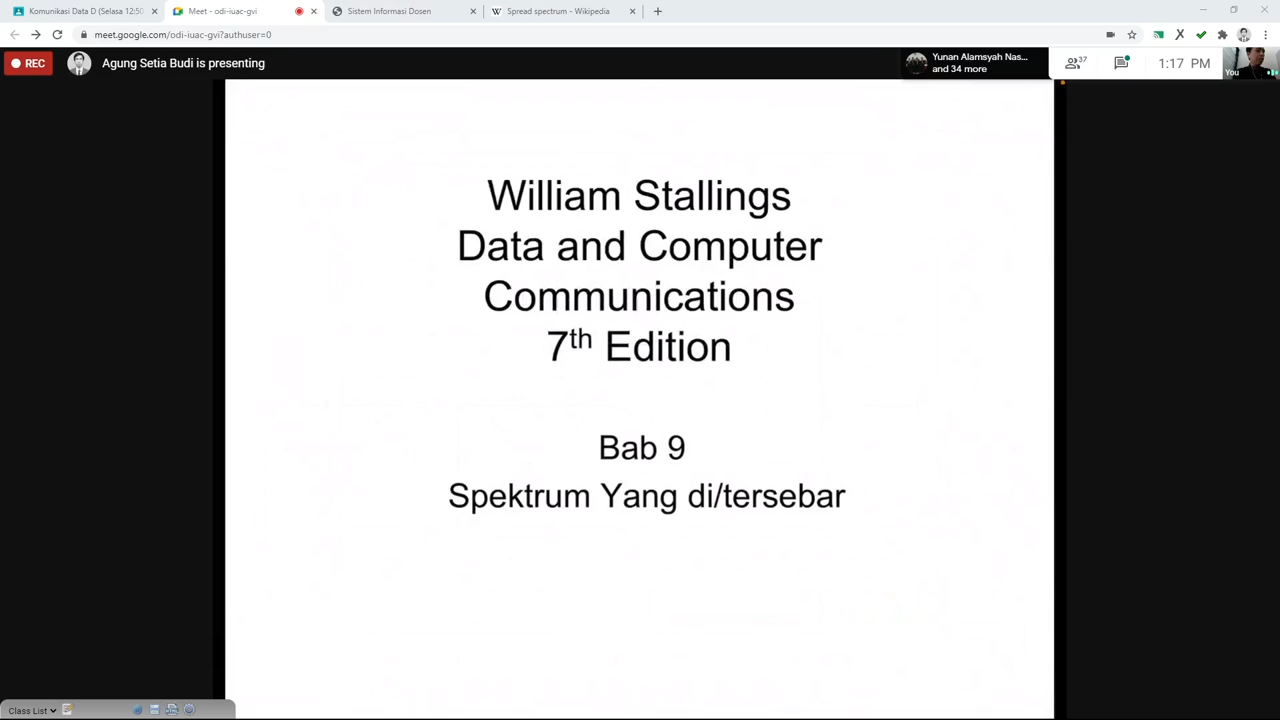 Komunikasi Data D (Selasa 12:50
Meet - odi-iuac-gvi
Sistem Informasi Dosen
Spread spectrum - Wikipedia
meet.google.com/odi-iuac-gvi?authuser=0
REC
Agung Setia Budi is presenting
Yunan Alamsyah Nas...
and 34 more
37
1:17 PM
You
William Stallings
Data and Computer
Communications
7th Edition
Bab 9
Spektrum Yang di/tersebar
Class List